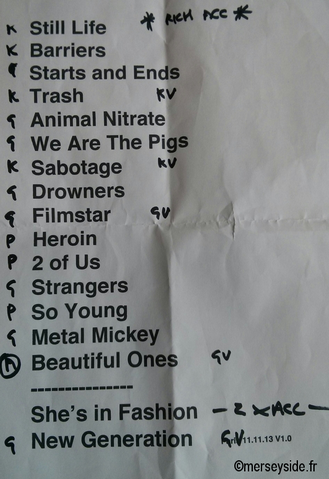 K Still Life * RICH ACC *
K Barriers
Starts and Ends
K Trash KV
G Animal Nitrate
G We Are The Pigs
K Sabotage KV
G Drowners
G Filmstar GV
P Heroin
P 2 of Us
G Strangers
P So Young
G Metal Mickey
K Beautiful Ones GV
---------------
She's in Fashion - 2 x ACC -
G New Generation GV 11.11.13 V1.0
©merseyside.fr